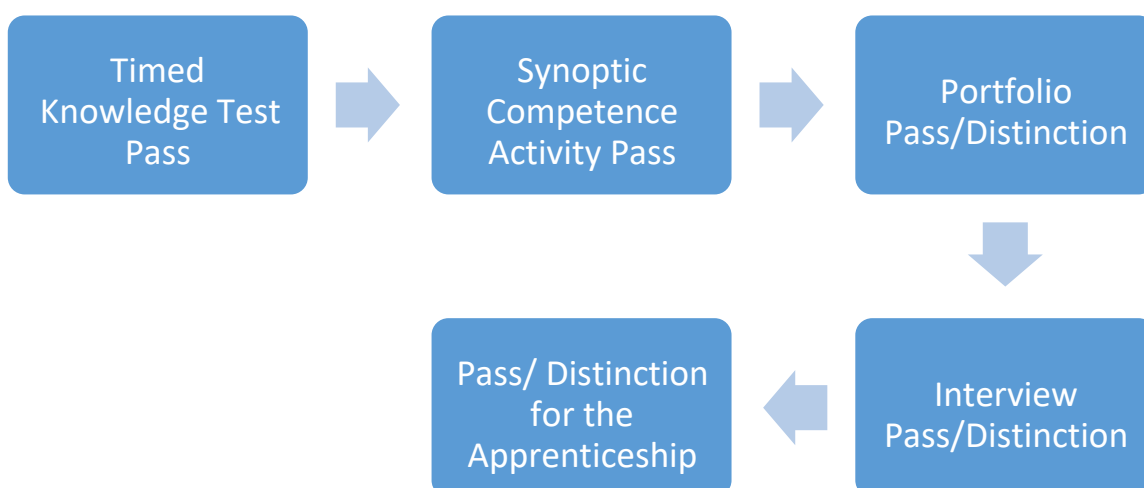 Timed
Knowledge Test
Pass
Synoptic
Competence
Activity Pass
Portfolio
Pass/Distinction
Interview
Pass/Distinction
Pass/ Distinction
for the
Apprenticeship